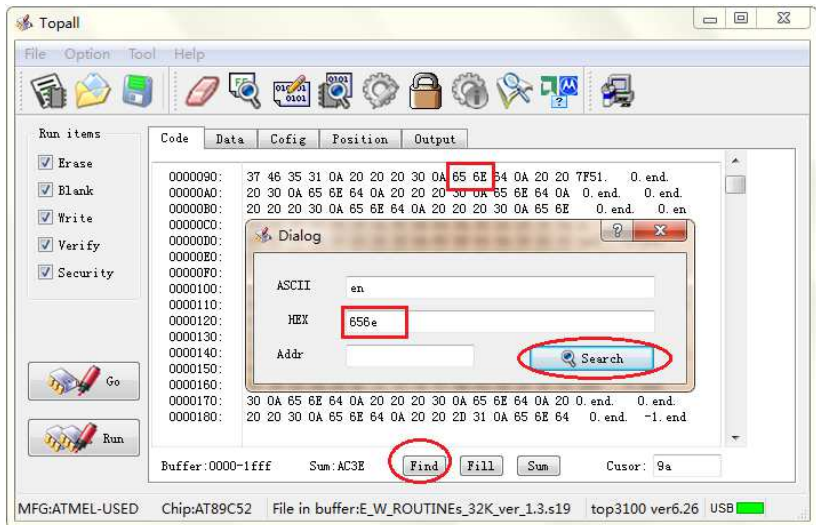 Topall
File Option Tool Help
Run items
Erase
Blank
Write
Verify
Security
Go
Run
Code Data Cofig Position Output
0000090: 37 46 35 31 0A 20 20 20 30 0A 65 6E 64 0A 20 20 7F51. 0.end.
00000A0: 20 30 0A 65 6E 64 0A 20 20 20 30 0A 65 6E 64 0A 0.end. 0.end.
00000B0: 20 20 20 30 0A 65 6E 64 0A 20 20 20 30 0A 65 6E 0.end. 0.en
00000C0:
00000D0:
00000E0:
00000F0:
0000100:
0000110:
0000120:
0000130:
0000140:
0000150:
0000160:
0000170: 30 0A 65 6E 64 0A 20 20 20 30 0A 65 6E 64 0A 20 0.end. 0.end.
0000180: 20 20 30 0A 65 6E 64 0A 20 20 2D 31 0A 65 6E 64 0.end. -1.end
Dialog
ASCII en
HEX 656e
Addr
Search
Buffer:0000-1fff Sum:AC3E Find Fill Sum Cusor: 9a
MFG:ATMEL-USED Chip:AT89C52 File in buffer:E_W_ROUTINEs_32K_ver_1.3.s19 top3100 ver6.26 USB